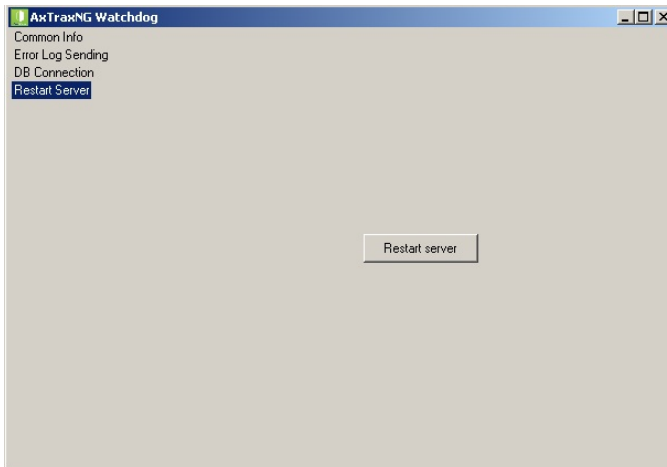 AxTraxNG Watchdog
Common Info
Error Log Sending
DB Connection
Restart Server
Restart server